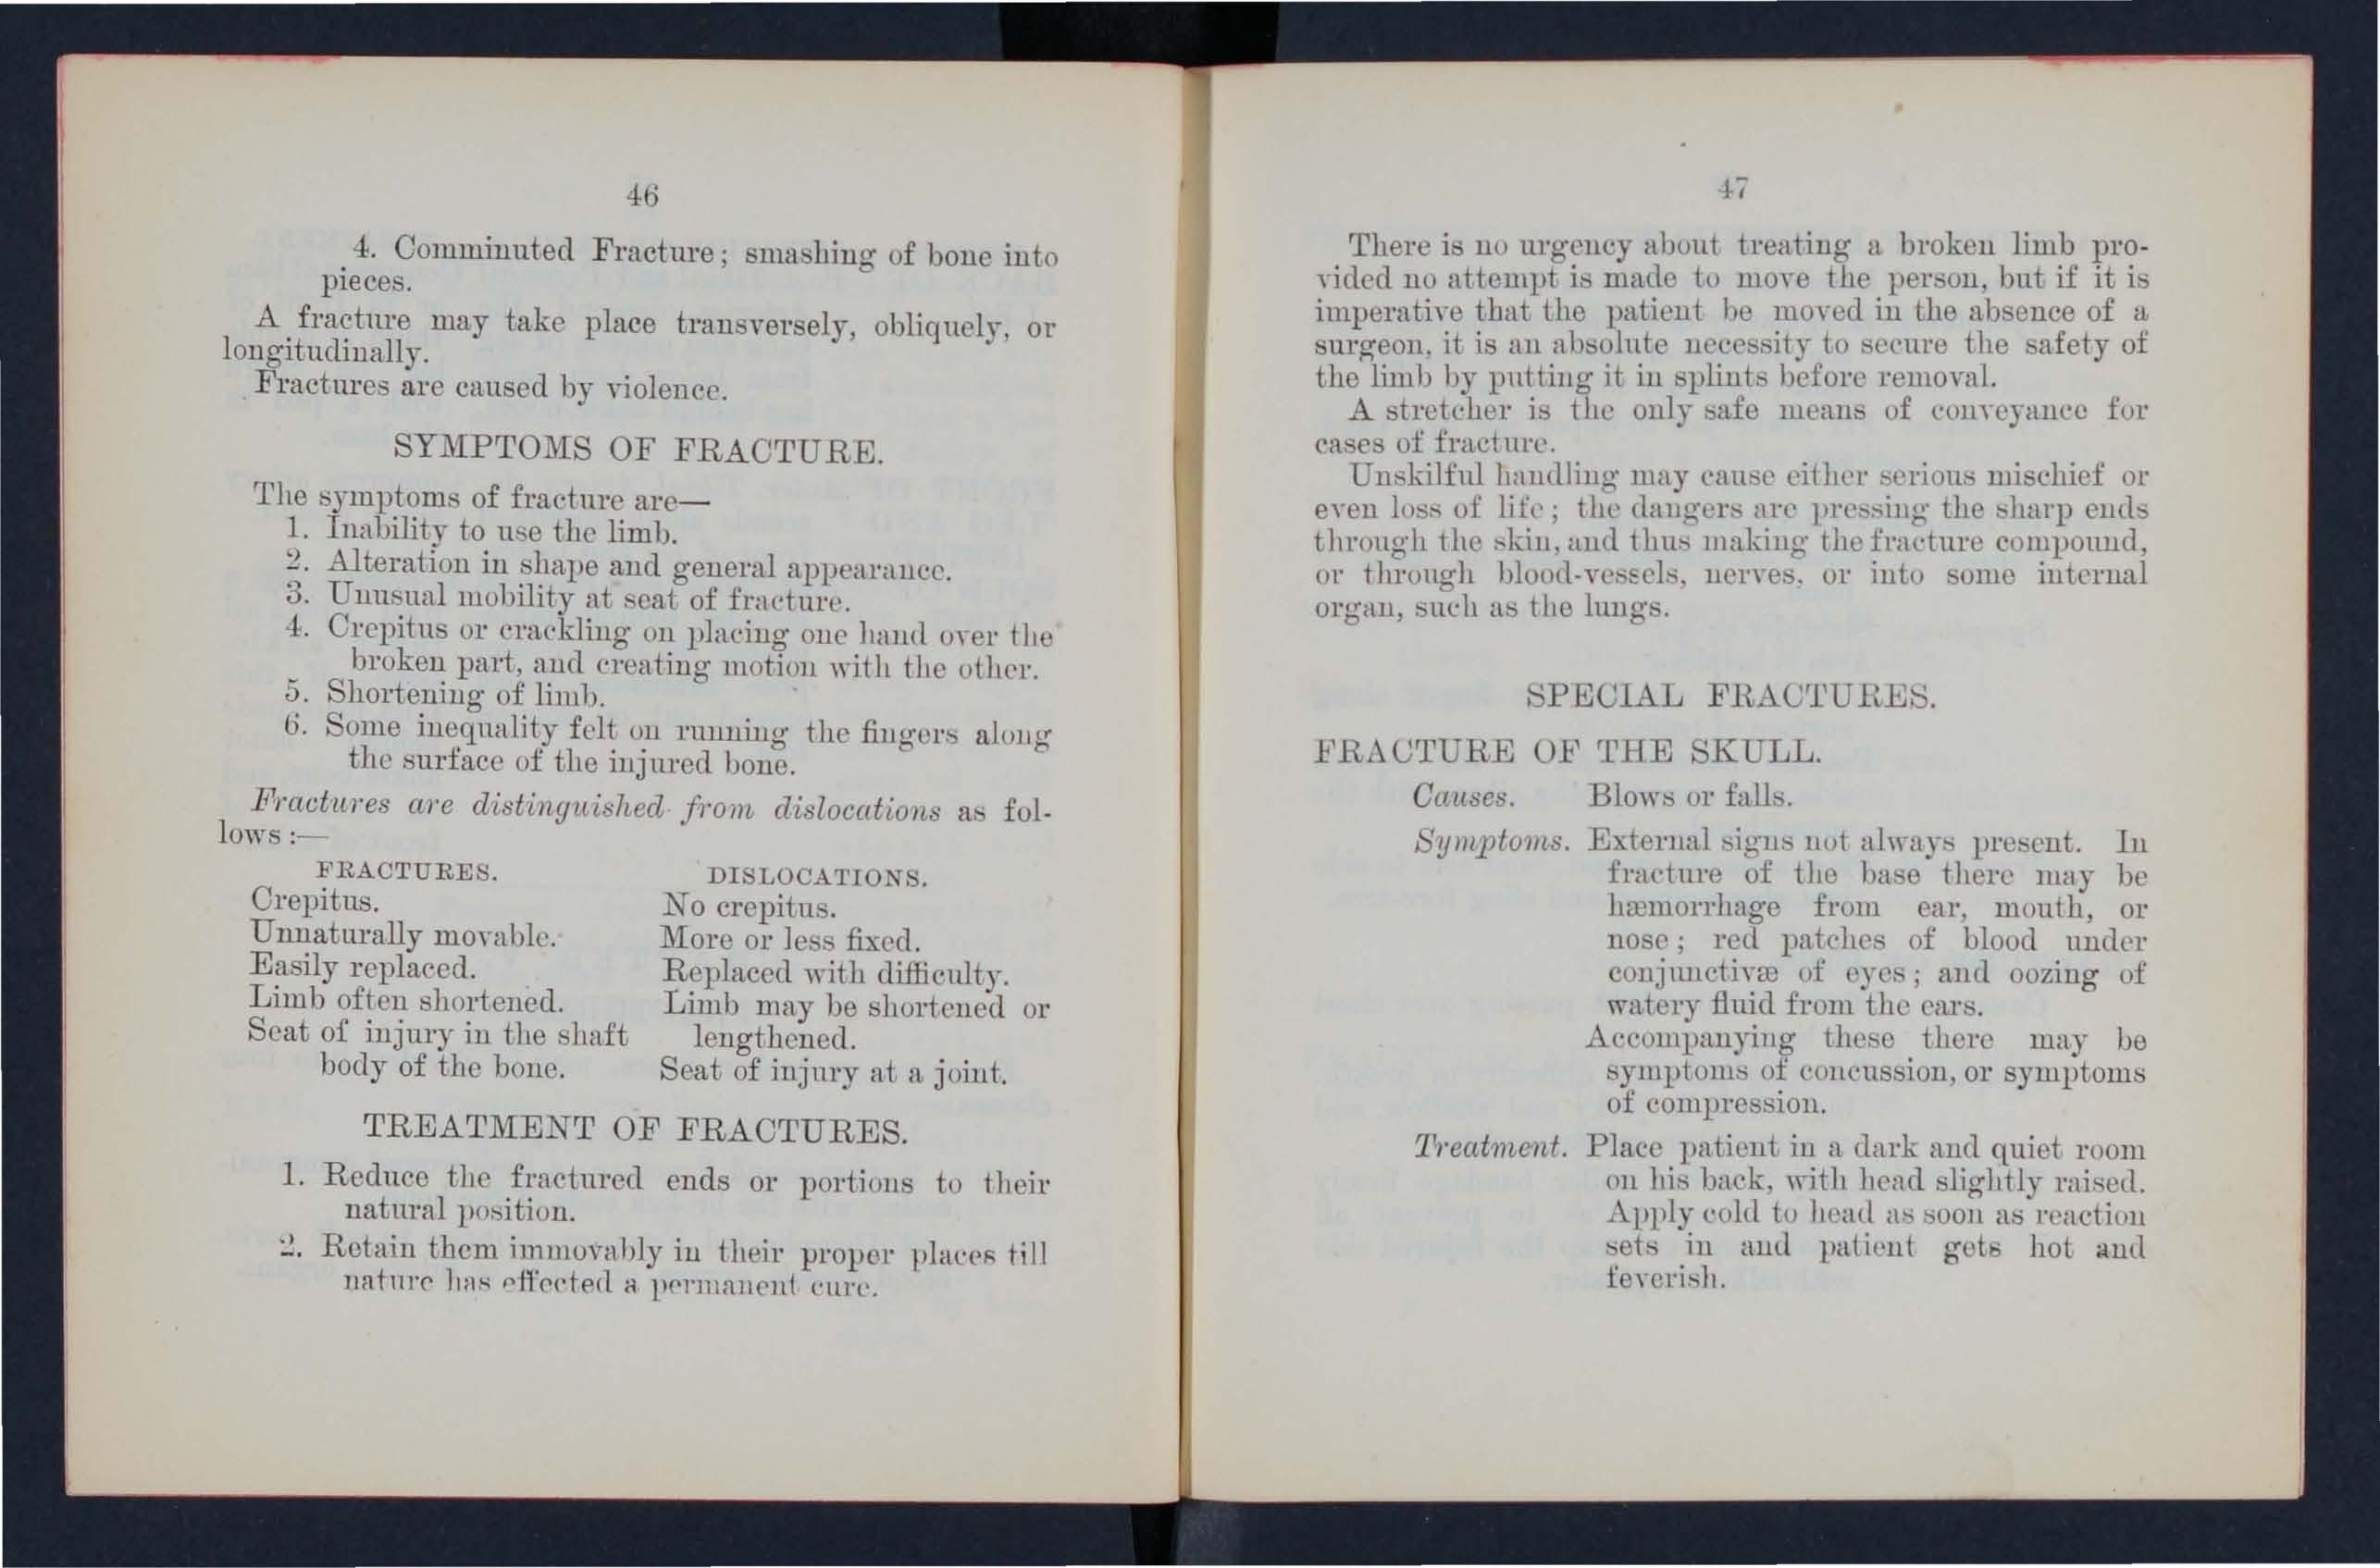 46
4. Comminuted Fracture; smashing of bone into
pieces.
A fracture may take place transversely, obliquely, or
longitudinally.
Fractures are caused by violence.
SYMPTOMS OF FRACTURE.
The symptoms of fracture are—
1. Inability to use the limb.
2. Alteration in shape and general appearance.
3. Unusual mobility at seat of fracture.
4. Crepitus or crackling on placing one hand over the
broken part, and creating motion with the other.
5. Shortening of limb.
6. Some inequality felt on running the fingers along
the surface of the injured bone.
Fractures are distinguished from dislocations as fol-
lows :—
FRACTURES.
Crepitus.
Unnaturally movable.
Easily replaced.
Limb often shortened.
Seat of injury in the shaft
body of the bone.
DISLOCATIONS.
No crepitus.
More or less fixed.
Replaced with difficulty.
Limb may be shortened or
lengthened.
Seat of injury at a joint.
TREATMENT OF FRACTURES.
1. Reduce the fractured ends or portions to their
natural position.
2. Retain them immovably in their proper places till
nature has effected a permanent cure.
47
There is no urgency about treating a broken limb pro-
vided no attempt is made to move the person, but if it is
imperative that the patient be moved in the absence of a
surgeon, it is an absolute necessity to secure the safety of
the limb by putting it in splints before removal.
A stretcher is the only safe means of conveyance for
cases of fracture.
Unskilful handling may cause either serious mischief or
even loss of life; the dangers are pressing the sharp ends
through the skin, and thus making the fracture compound,
or through blood-vessels, nerves, or into some internal
organ, such as the lungs.
SPECIAL FRACTURES.
FRACTURE OF THE SKULL.
Causes. Blows or falls.
Symptoms. External signs not always present. In
fracture of the base there may be
hæmorrhage from ear, mouth, or
nose; red patches of blood under
conjunctivæ of eyes; and oozing of
watery fluid from the ears.
Accompanying these there may be
symptoms of concussion, or symptoms
of compression.
Treatment. Place patient in a dark and quiet room
on his back, with head slightly raised.
Apply cold to head as soon as reaction
sets in and patient gets hot and
feverish.